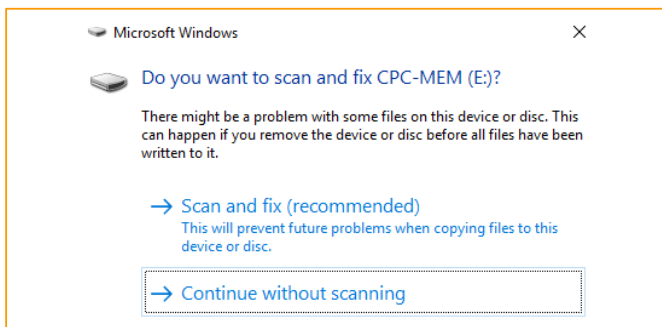 Microsoft Windows
Do you want to scan and fix CPC-MEM (E:)?
There might be a problem with some files on this device or disc. This
can happen if you remove the device or disc before all files have been
written to it.
Scan and fix (recommended)
This will prevent future problems when copying files to this
device or disc.
Continue without scanning